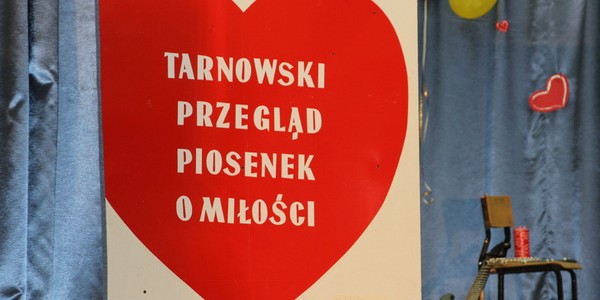 TARNOWSKI
PRZEGLĄD
PIOSENEK
O MIŁOŚCI